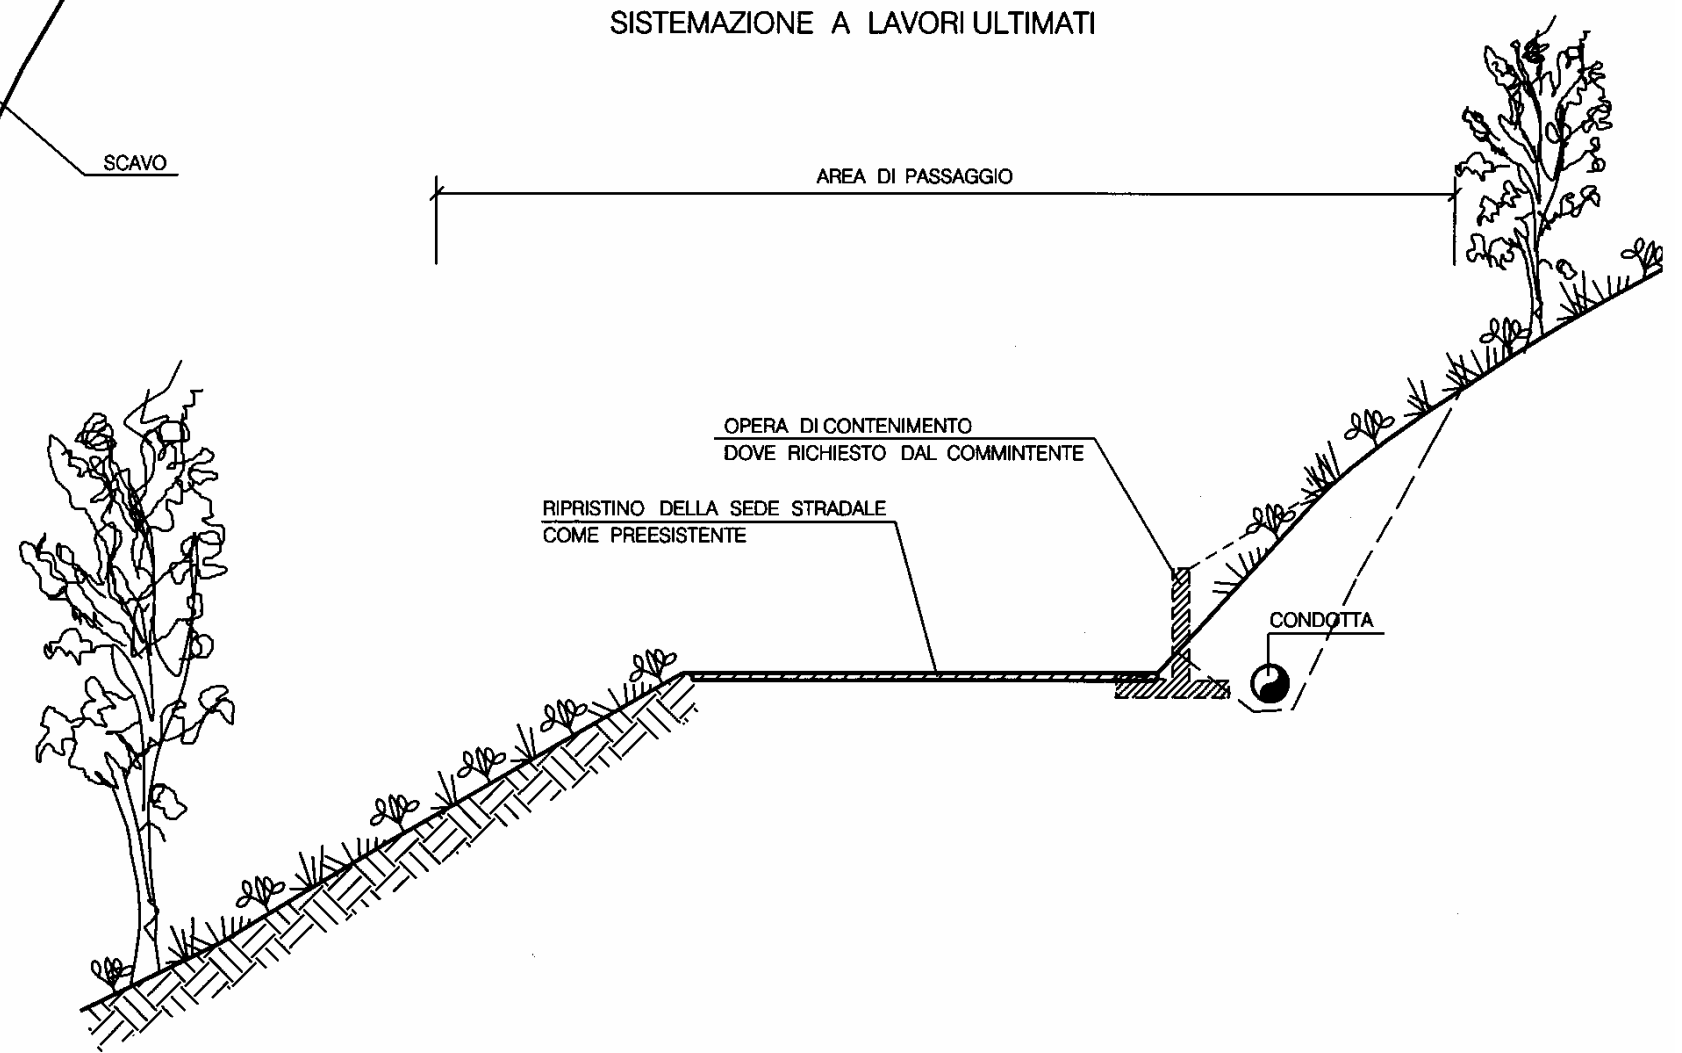 SISTEMAZIONE A LAVORI ULTIMATI
SCAVO
AREA DI PASSAGGIO
OPERA DI CONTENIMENTO
DOVE RICHIESTO DAL COMMINTENTE
RIPRISTINO DELLA SEDE STRADALE
COME PREESISTENTE
CONDOTTA